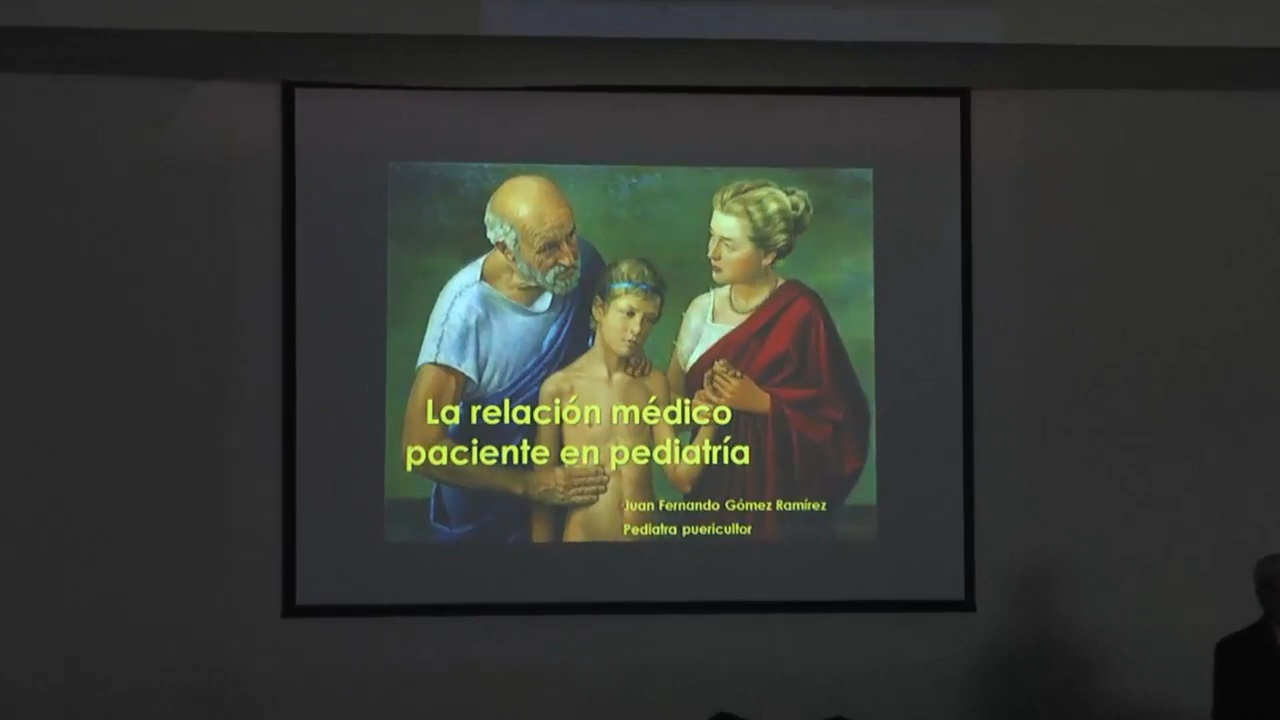 La relación médico
paciente en pediatría
Juan Fernando Gómez Ramírez
Pediatra puericultor